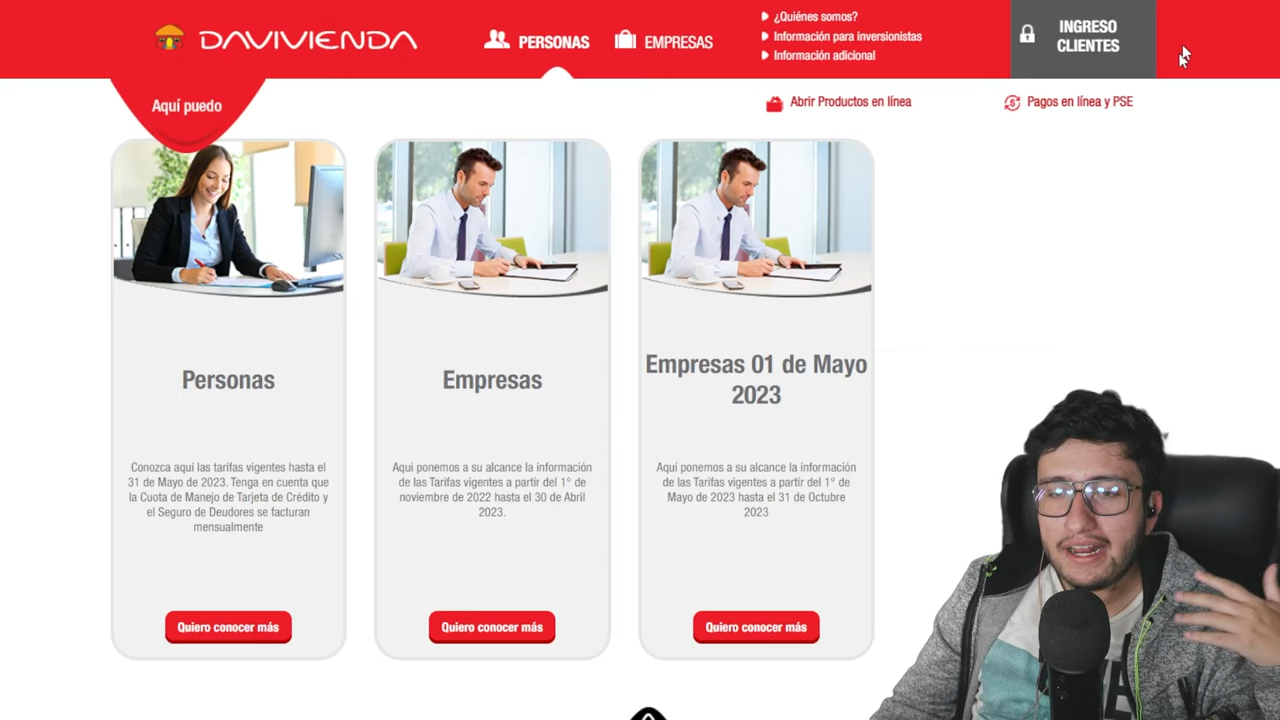 DAVIVIENDA
PERSONAS
EMPRESAS
¿Quiénes somos?
Información para inversionistas
Información adicional
INGRESO
CLIENTES
Aquí puedo
Abrir Productos en línea
Pagos en línea y PSE
Personas
Conozca aquí las tarifas vigentes hasta el
31 de Mayo de 2023. Tenga en cuenta que
la Cuota de Manejo de Tarjeta de Crédito y
el Seguro de Deudores se facturan
mensualmente
Quiero conocer más
Empresas
Aqui ponemos a su alcance la información
de las Tarifas vigentes a partir del 1° de
noviembre de 2022 hasta el 30 de Abril
2023.
Quiero conocer más
Empresas 01 de Mayo
2023
Aqui ponemos a su alcance la información
de las Tarifas vigentes a partir del 1° de
Mayo de 2023 hasta el 31 de Octubre
2023
Quiero conocer más